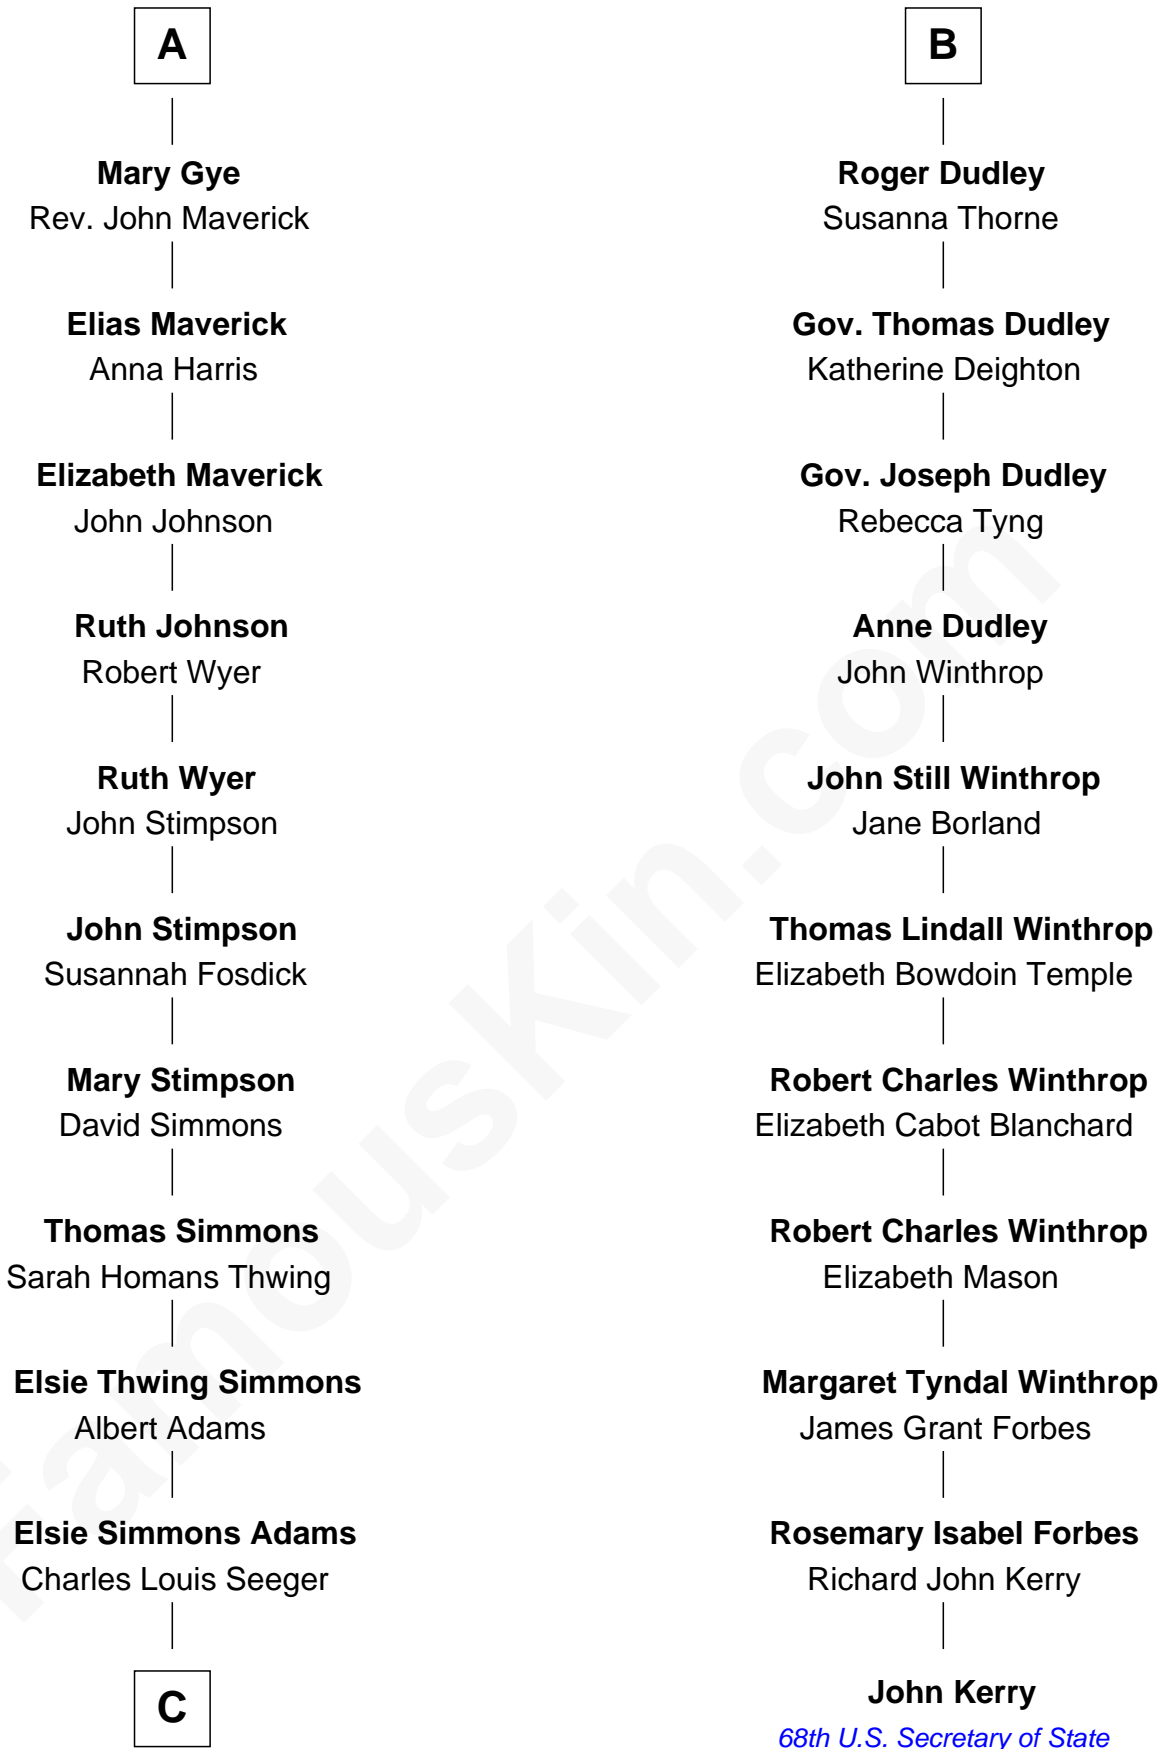 A
Mary Gye
Rev. John Maverick
Elias Maverick
Anna Harris
Elizabeth Maverick
John Johnson
Ruth Johnson
Robert Wyer
Ruth Wyer
John Stimpson
John Stimpson
Susannah Fosdick
Mary Stimpson
David Simmons
Thomas Simmons
Sarah Homans Thwing
Elsie Thwing Simmons
Albert Adams
Elsie Simmons Adams
Charles Louis Seeger
C
B
Roger Dudley
Susanna Thorne
Gov. Thomas Dudley
Katherine Deighton
Gov. Joseph Dudley
Rebecca Tyng
Anne Dudley
John Winthrop
John Still Winthrop
Jane Borland
Thomas Lindall Winthrop
Elizabeth Bowdoin Temple
Robert Charles Winthrop
Elizabeth Cabot Blanchard
Robert Charles Winthrop
Elizabeth Mason
Margaret Tyndal Winthrop
James Grant Forbes
Rosemary Isabel Forbes
Richard John Kerry
John Kerry
68th U.S. Secretary of State
FamousKin.com